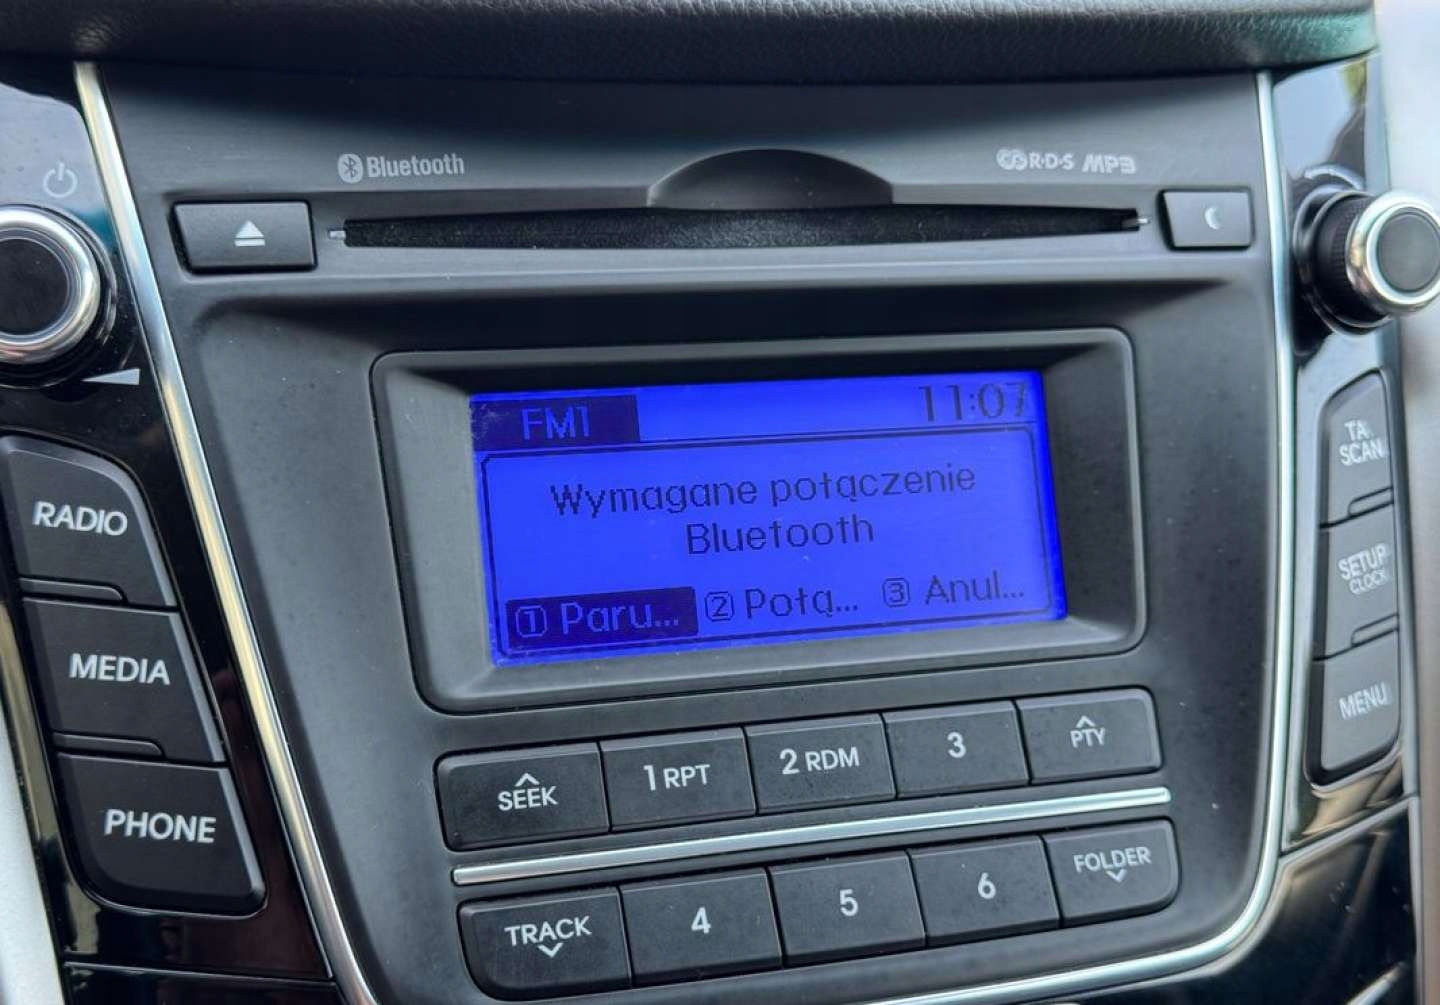 Bluetooth
R·D·S MP3
FM1 11:07
Wymagane połączenie
Bluetooth
1 Paru... 2 Połą... 3 Anul...
RADIO
MEDIA
PHONE
TA
SCAN
SETUP
CLOCK
MENU
SEEK
1 RPT
2 RDM
3
PTY
TRACK
4
5
6
FOLDER